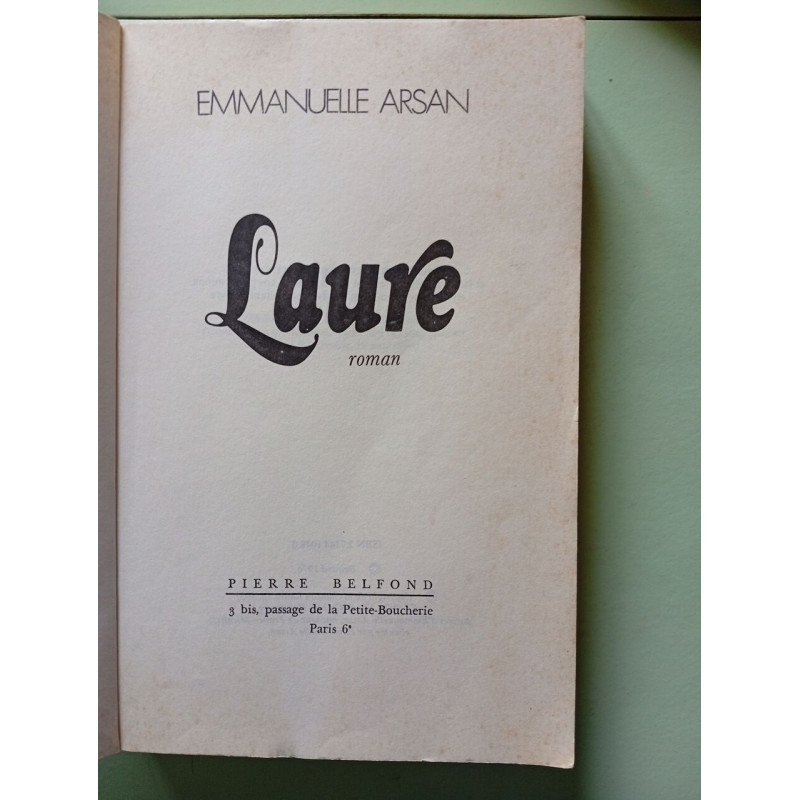 EMMANUELLE ARSAN
Laure
roman
PIERRE BELFOND
3 bis, passage de la Petite-Boucherie
Paris 6ᵉ